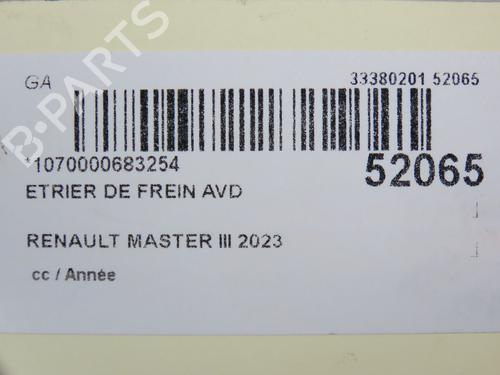 GA
33380201 52065
*1070000683254
52065
ETRIER DE FREIN AVD
RENAULT MASTER III 2023
cc / Année
B-PARTS